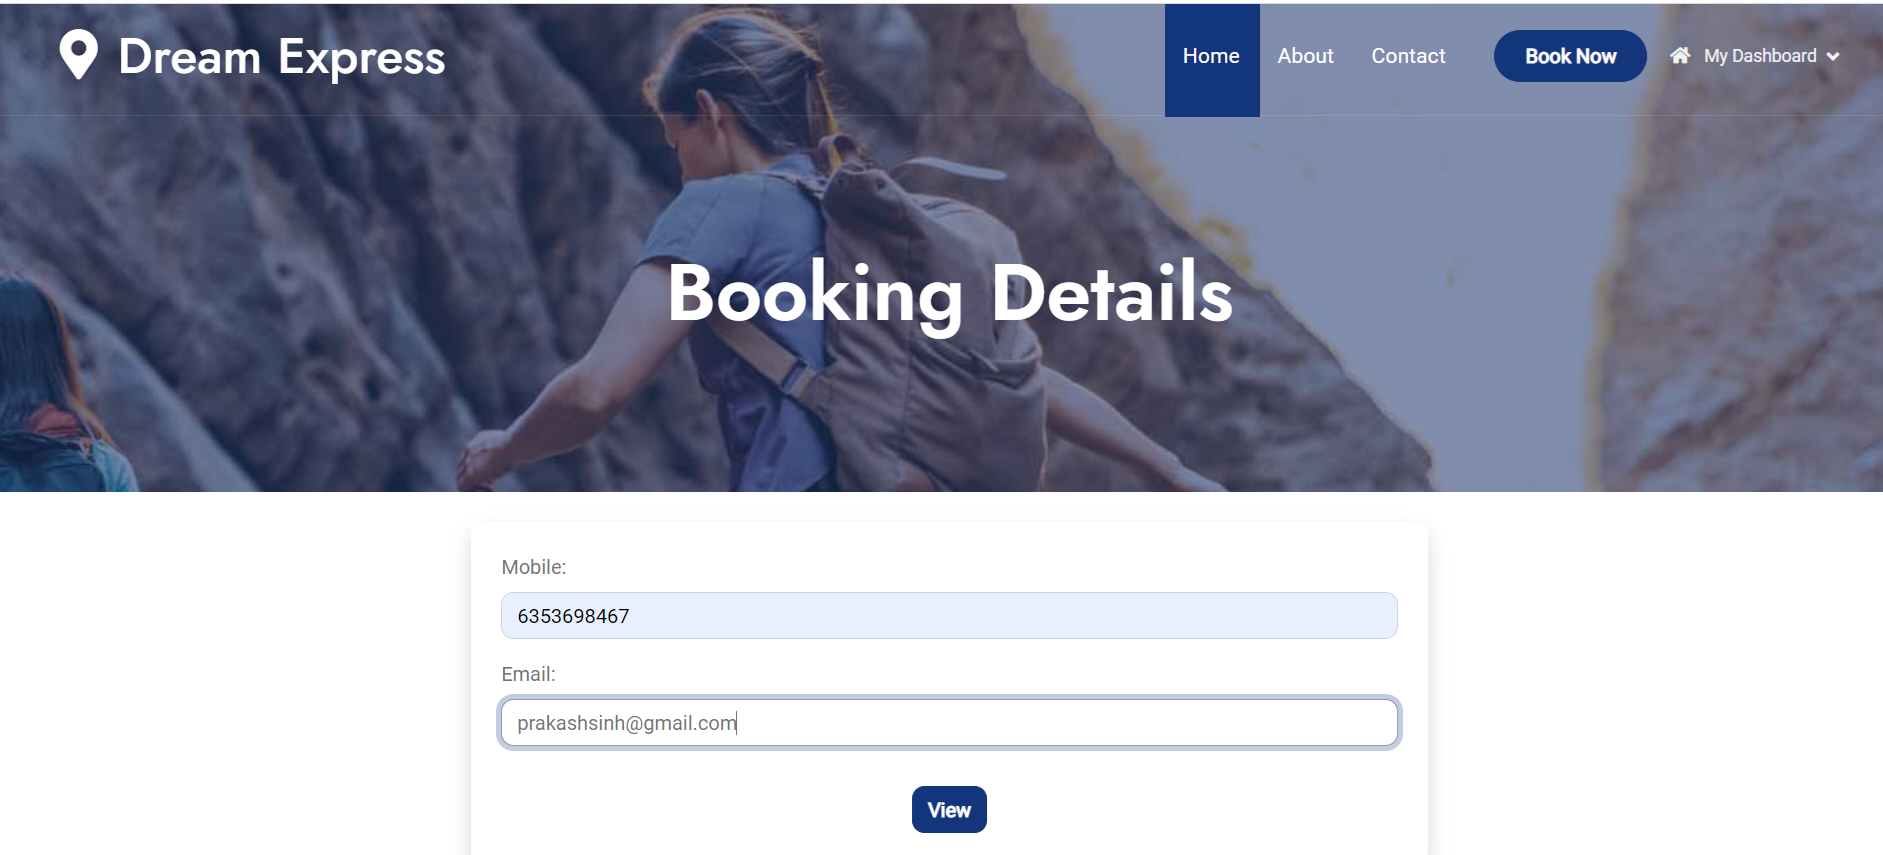 Dream Express
Home About Contact Book Now My Dashboard
Booking Details
Mobile:
6353698467
Email:
prakashsinh@gmail.com
View